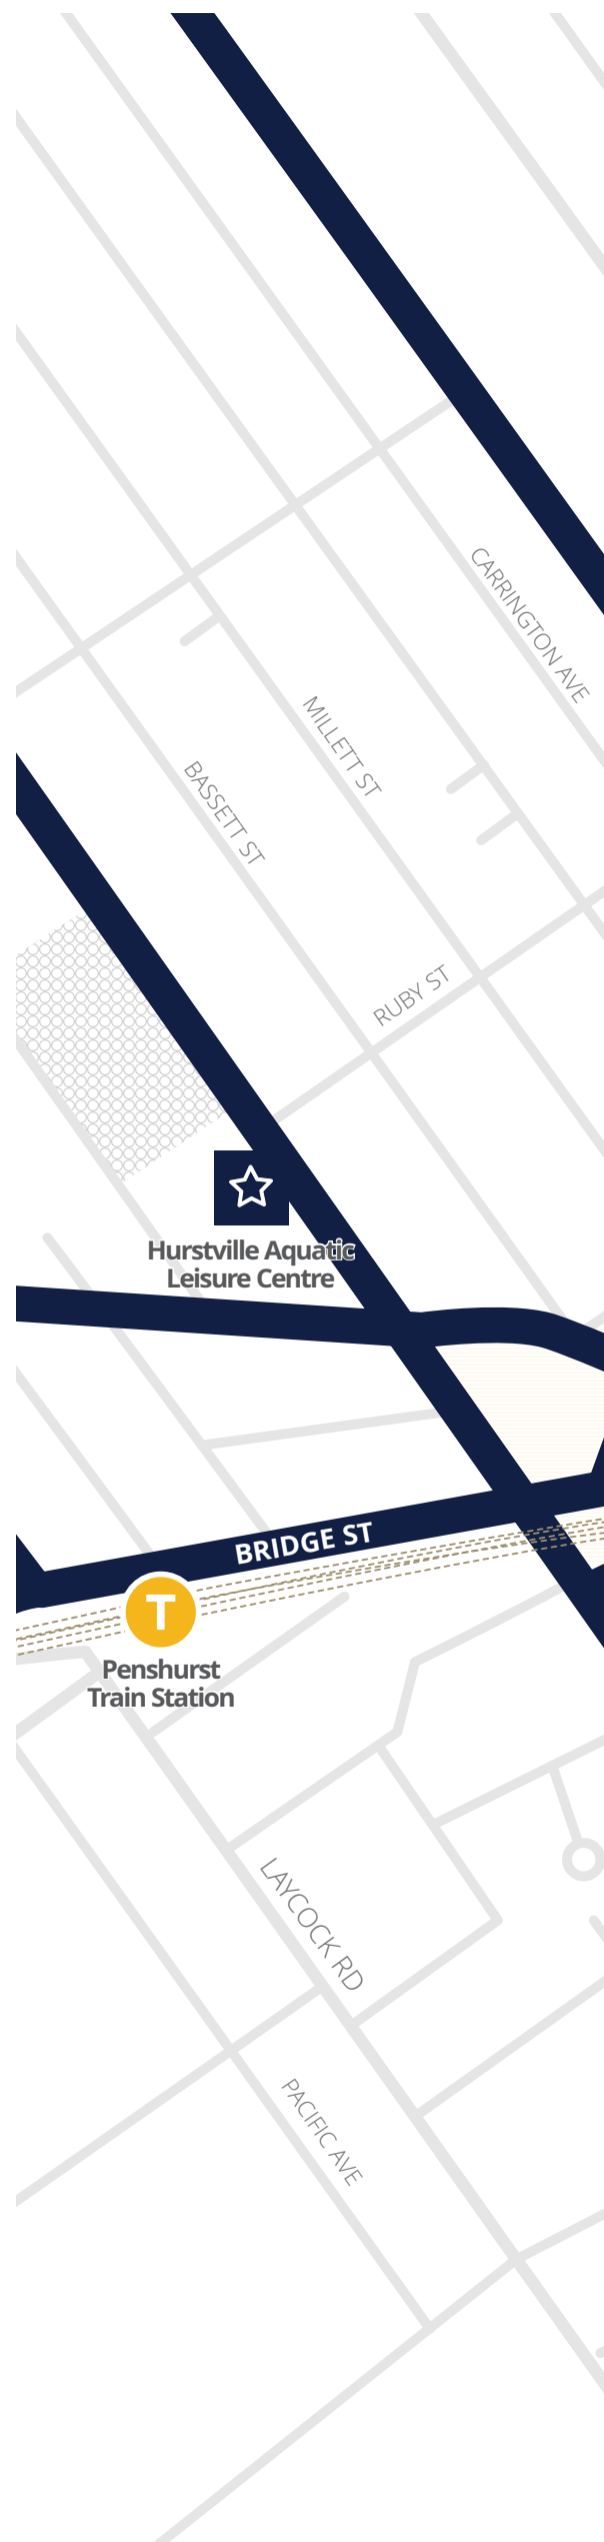 CARRINGTON AVE
MILLETT ST
BASSETT ST
RUBY ST
Hurstville Aquatic
Leisure Centre
BRIDGE ST
T
Penshurst
Train Station
LAYCOCK RD
PACIFIC AVE